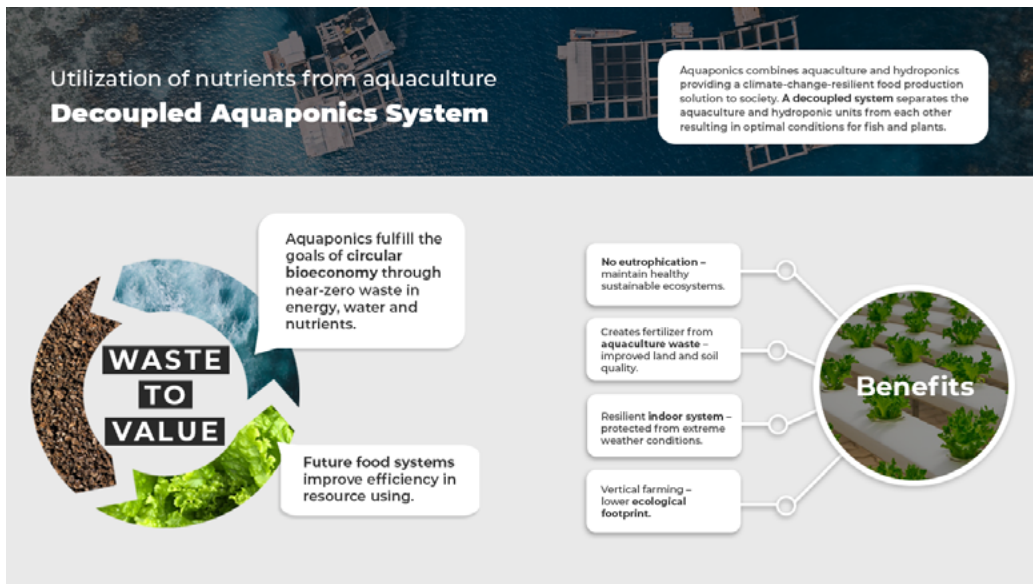 Utilization of nutrients from aquaculture
Decoupled Aquaponics System
Aquaponics combines aquaculture and hydroponics
providing a climate-change-resilient food production
solution to society. A decoupled system separates the
aquaculture and hydroponic units from each other
resulting in optimal conditions for fish and plants.
Aquaponics fulfill the
goals of circular
bioeconomy through
near-zero waste in
energy, water and
nutrients.
WASTE
TO
VALUE
Future food systems
improve efficiency in
resource using.
No eutrophication –
maintain healthy
sustainable ecosystems.
Creates fertilizer from
aquaculture waste –
improved land and soil
quality.
Resilient indoor system –
protected from extreme
weather conditions.
Vertical farming –
lower ecological
footprint.
Benefits